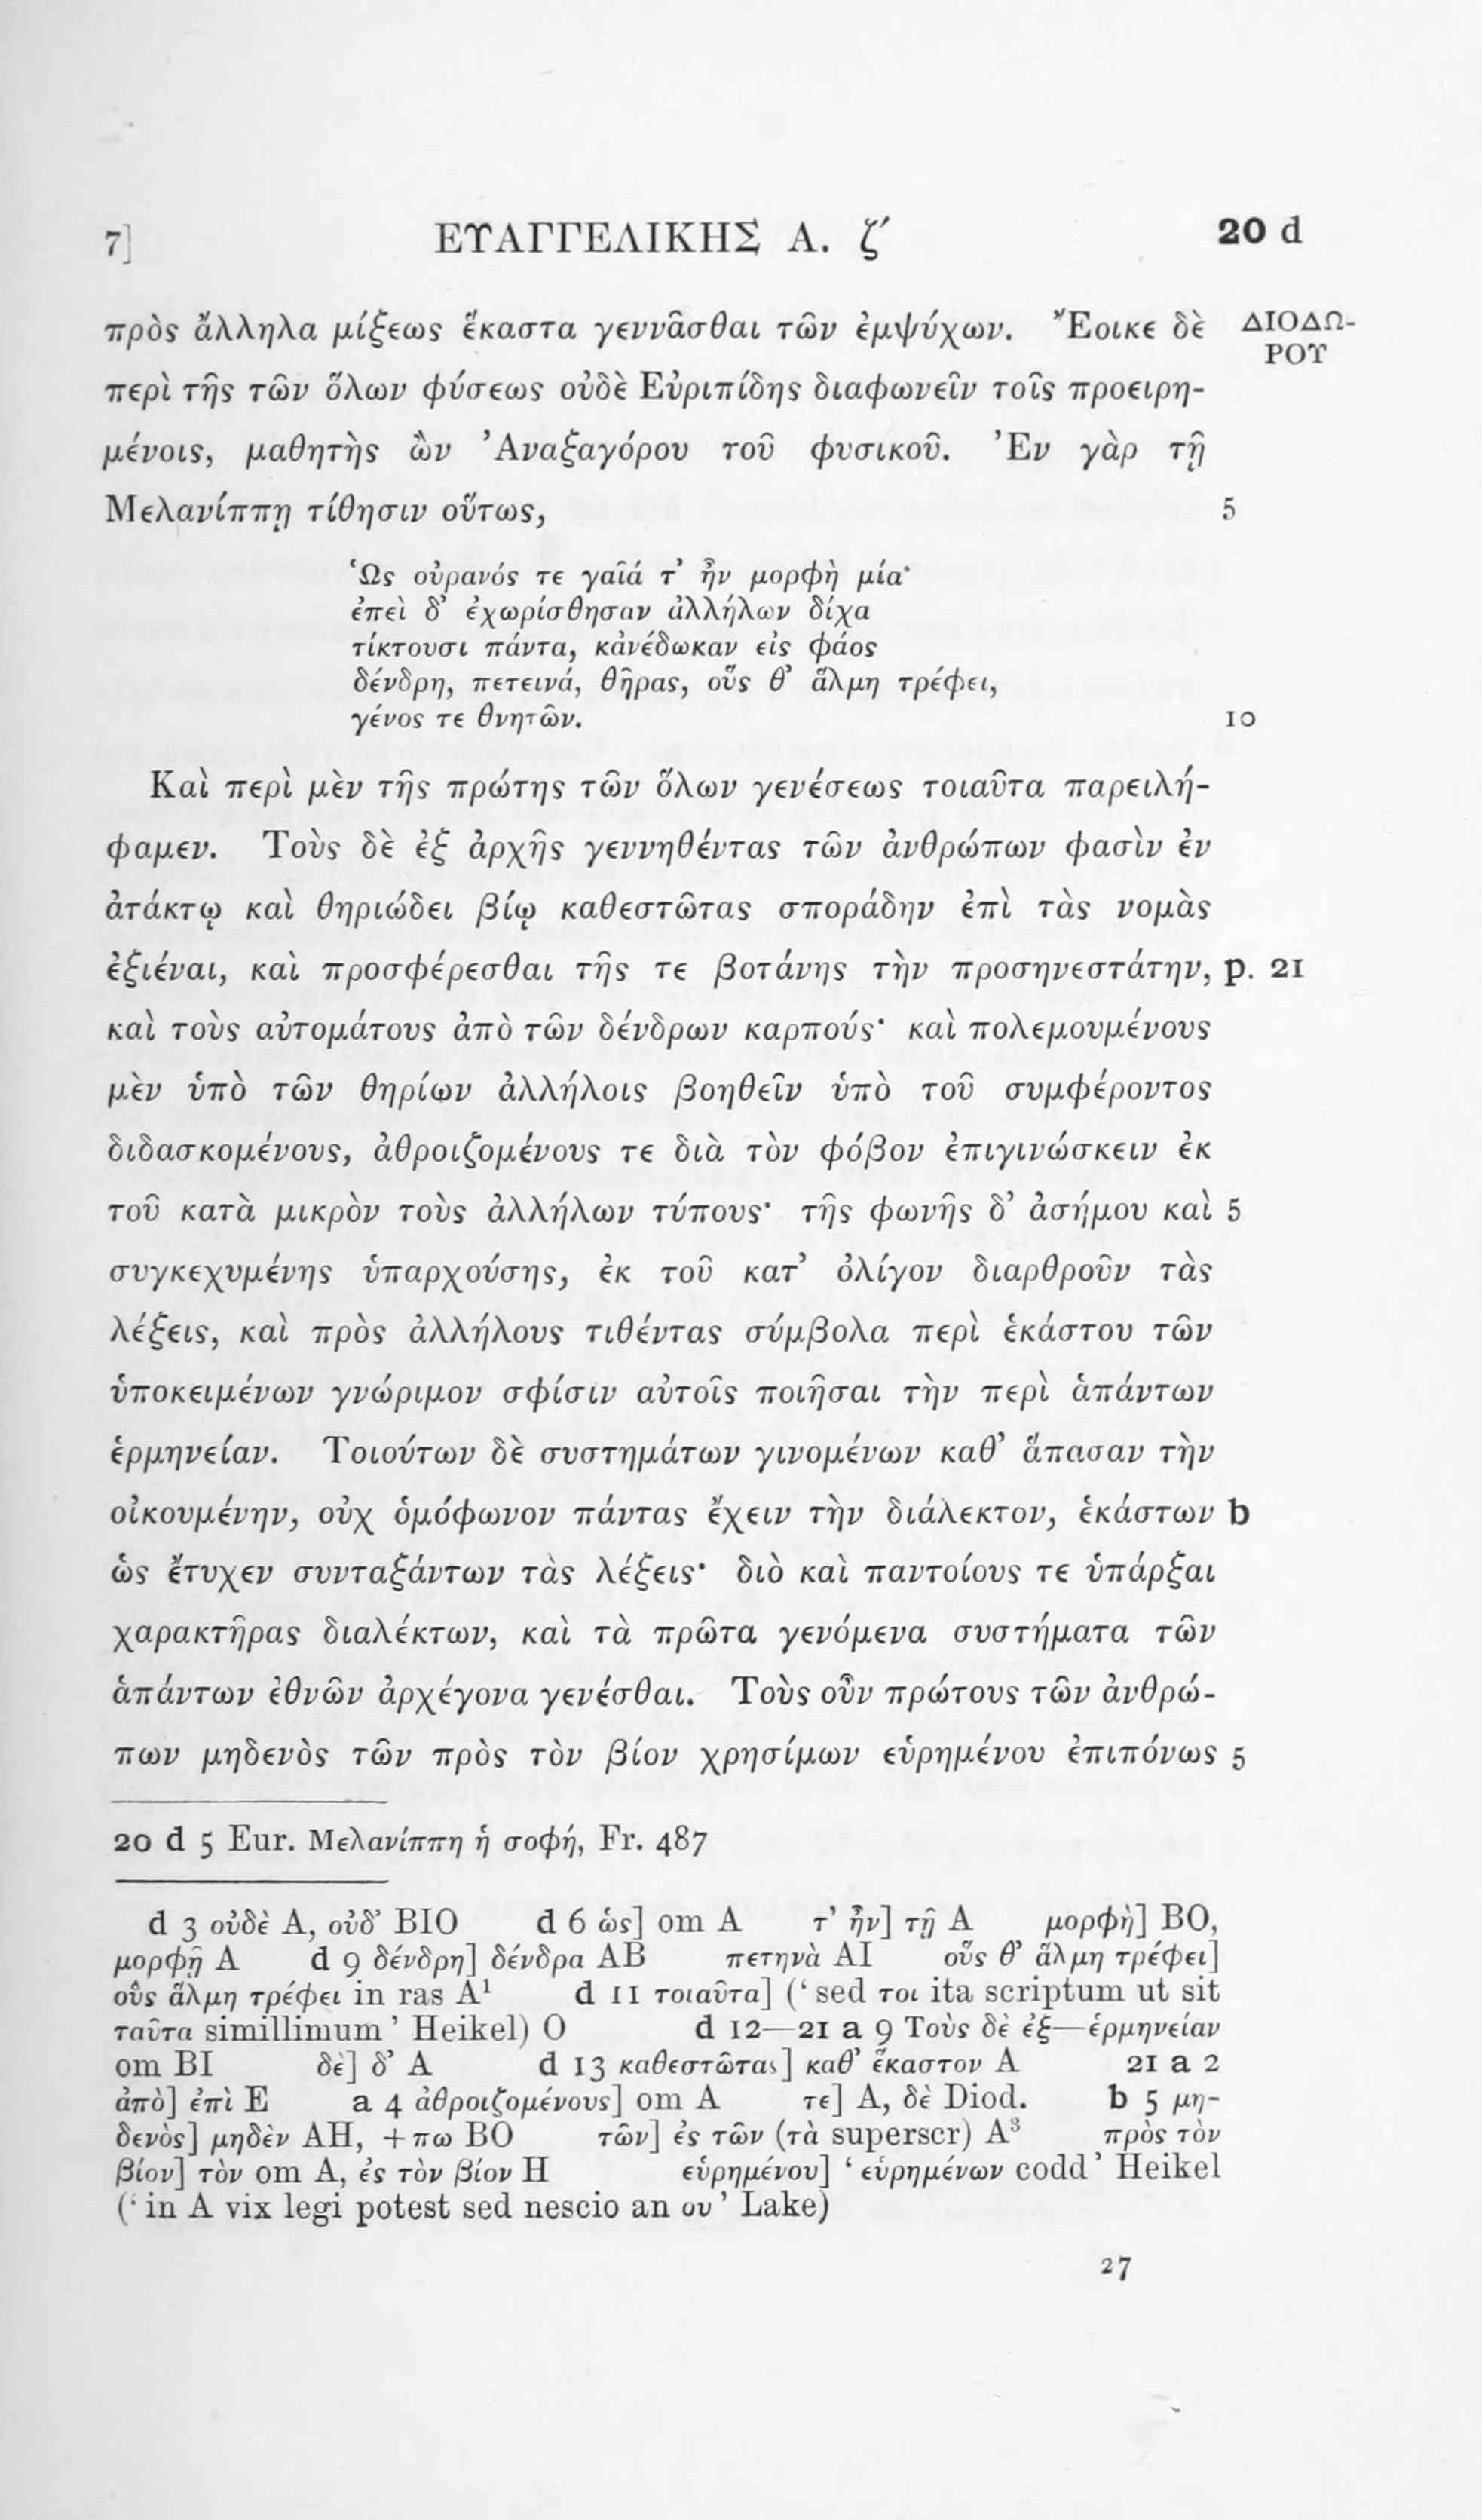 7] ΕΥΑΓΓΕΛΙΚΗΣ Α. ζ′ 20 d
πρὸς ἄλληλα μίξεως ἕκαστα γεννᾶσθαι τῶν ἐμψύχων. Ἔοικε δὲ ΔΙΟΔΩ-
ΡΟΥ
περὶ τῆς τῶν ὅλων φύσεως οὐδὲ Εὐριπίδης διαφωνεῖν τοῖς προειρη-
μένοις, μαθητὴς ὢν Ἀναξαγόρου τοῦ φυσικοῦ. Ἐν γὰρ τῇ
Μελανίππῃ τίθησιν οὕτως, 5
Ὡς οὐρανός τε γαῖά τ’ ἦν μορφὴ μία·
ἐπεὶ δ’ ἐχωρίσθησαν ἀλλήλων δίχα
τίκτουσι πάντα, κἀνέδωκαν εἰς φάος
δένδρη, πετεινά, θῆρας, οὕς θ’ ἅλμη τρέφει,
γένος τε θνητῶν. 10
Καὶ περὶ μὲν τῆς πρώτης τῶν ὅλων γενέσεως τοιαῦτα παρειλή-
φαμεν. Τοὺς δὲ ἐξ ἀρχῆς γεννηθέντας τῶν ἀνθρώπων φασὶν ἐν
ἀτάκτῳ καὶ θηριώδει βίῳ καθεστῶτας σποράδην ἐπὶ τὰς νομὰς
ἐξιέναι, καὶ προσφέρεσθαι τῆς τε βοτάνης τὴν προσηνεστάτην, p. 21
καὶ τοὺς αὐτομάτους ἀπὸ τῶν δένδρων καρπούς· καὶ πολεμουμένους
μὲν ὑπὸ τῶν θηρίων ἀλλήλοις βοηθεῖν ὑπὸ τοῦ συμφέροντος
διδασκομένους, ἀθροιζομένους τε διὰ τὸν φόβον ἐπιγινώσκειν ἐκ
τοῦ κατὰ μικρὸν τοὺς ἀλλήλων τύπους· τῆς φωνῆς δ’ ἀσήμου καὶ 5
συγκεχυμένης ὑπαρχούσης, ἐκ τοῦ κατ’ ὀλίγον διαρθροῦν τὰς
λέξεις, καὶ πρὸς ἀλλήλους τιθέντας σύμβολα περὶ ἑκάστου τῶν
ὑποκειμένων γνώριμον σφίσιν αὐτοῖς ποιῆσαι τὴν περὶ ἁπάντων
ἑρμηνείαν. Τοιούτων δὲ συστημάτων γινομένων καθ’ ἅπασαν τὴν
οἰκουμένην, οὐχ ὁμόφωνον πάντας ἔχειν τὴν διάλεκτον, ἑκάστων b
ὡς ἔτυχεν συνταξάντων τὰς λέξεις· διὸ καὶ παντοίους τε ὑπάρξαι
χαρακτῆρας διαλέκτων, καὶ τὰ πρῶτα γενόμενα συστήματα τῶν
ἁπάντων ἐθνῶν ἀρχέγονα γενέσθαι. Τοὺς οὖν πρώτους τῶν ἀνθρώ-
πων μηδενὸς τῶν πρὸς τὸν βίον χρησίμων εὑρημένου ἐπιπόνως 5
20 d 5 Eur. Μελανίππη ἡ σοφή, Fr. 487
d 3 οὐδὲ A, οὐδ’ BIO d 6 ὡς] om A τ’ ἦν] τῇ A μορφὴ] BO,
μορφῇ A d 9 δένδρη] δένδρα AB πετηνὰ AI οὕς θ’ ἅλμη τρέφει]
οὓς ἅλμη τρέφει in ras A¹ d 11 τοιαῦτα] (‘ sed τοι ita scriptum ut sit
ταῦτα simillimum ’ Heikel) O d 12—21 a 9 Τοὺς δὲ ἐξ—ἑρμηνείαν
om BI δὲ] δ’ A d 13 καθεστῶτας] καθ’ ἕκαστον A 21 a 2
ἀπὸ] ἐπὶ E a 4 ἀθροιζομένους] om A τε] A, δὲ Diod. b 5 μη-
δενὸς] μηδὲν AH, +πω BO τῶν] ἐς τῶν (τὰ superscr) A³ πρὸς τὸν
βίον] τὸν om A, ἐς τὸν βίον H εὑρημένου] ‘ εὑρημένων codd ’ Heikel
(‘ in A vix legi potest sed nescio an ου ’ Lake)
27